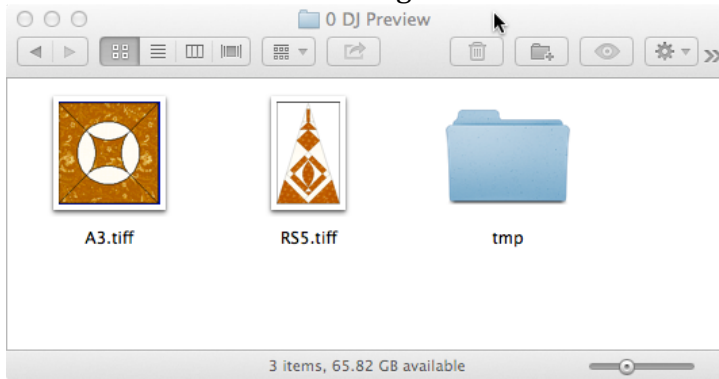 0 DJ Preview
A3.tiff
RS5.tiff
tmp
3 items, 65.82 GB available